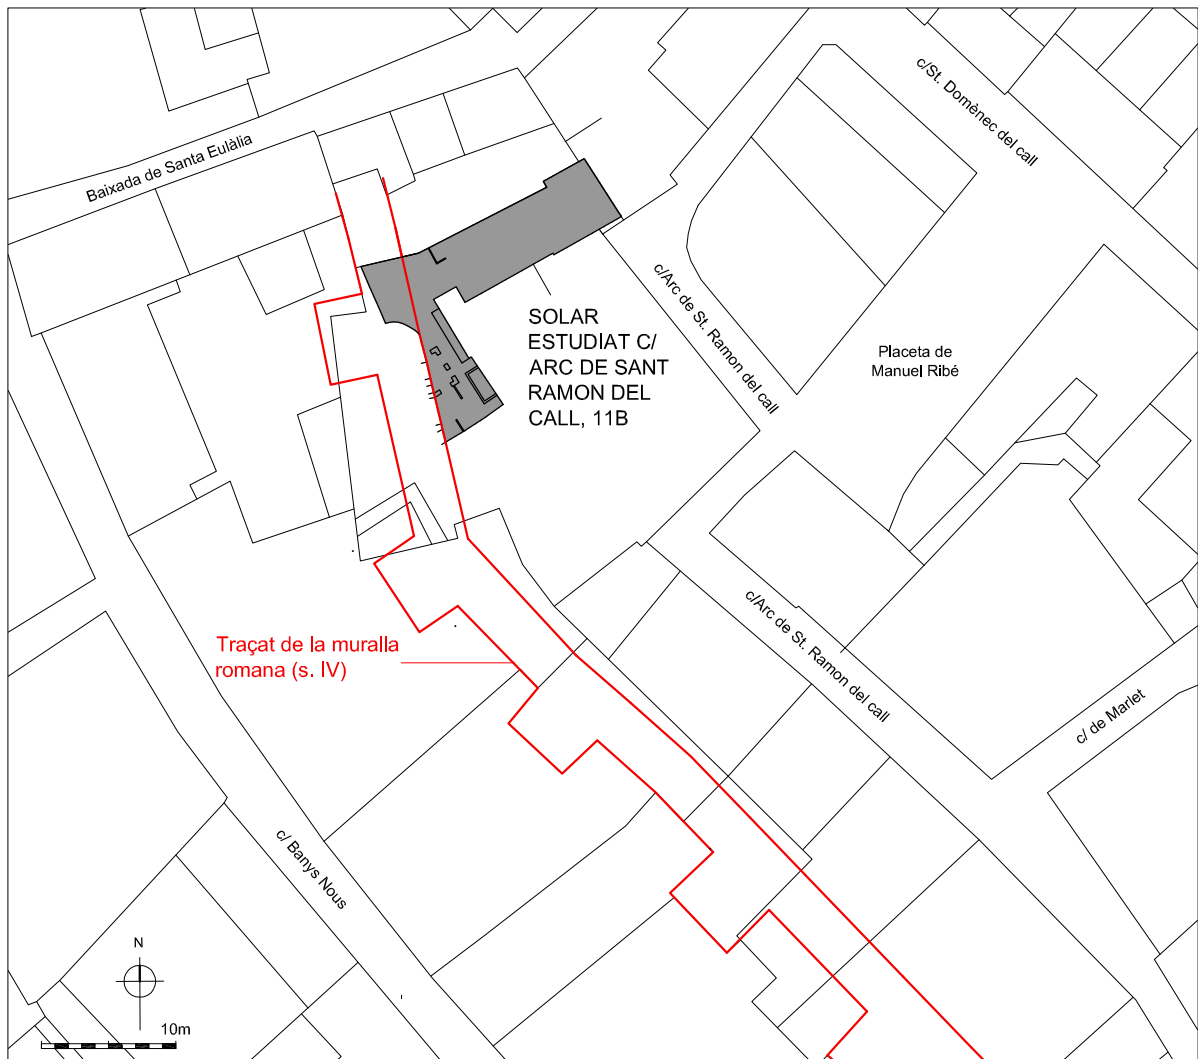 c/St. Domènec del call
Baixada de Santa Eulàlia
c/Arc de St. Ramon del call
SOLAR
ESTUDIAT C/
ARC DE SANT
RAMON DEL
CALL, 11B
Placeta de
Manuel Ribé
c/Arc de St. Ramon del call
Traçat de la muralla
romana (s. IV)
c/ de Marlet
c/ Banys Nous
N
10m